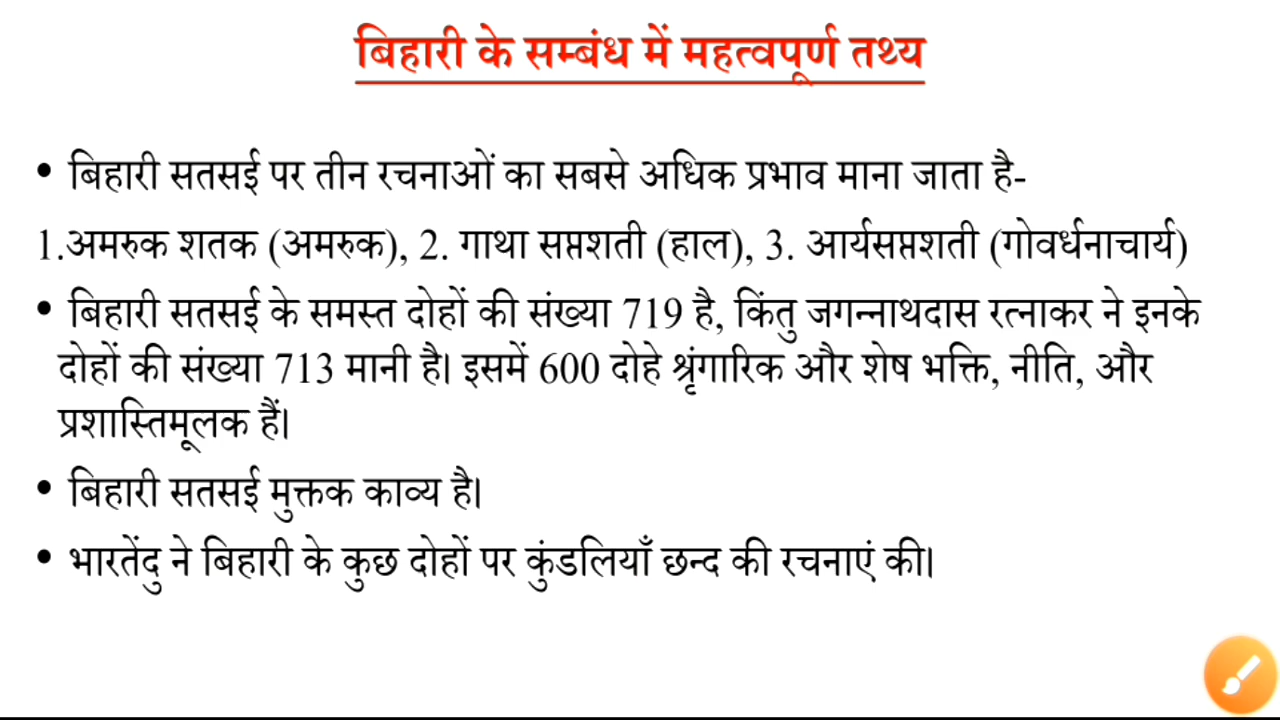 बिहारी के सम्बंध में महत्वपूर्ण तथ्य
• बिहारी सतसई पर तीन रचनाओं का सबसे अधिक प्रभाव माना जाता है-
1.अमरुक शतक (अमरुक), 2. गाथा सप्तशती (हाल), 3. आर्यसप्तशती (गोवर्धनाचार्य)
• बिहारी सतसई के समस्त दोहों की संख्या 719 है, किंतु जगन्नाथदास रत्नाकर ने इनके
दोहों की संख्या 713 मानी है। इसमें 600 दोहे श्रृंगारिक और शेष भक्ति, नीति, और
प्रशास्तिमूलक हैं।
• बिहारी सतसई मुक्तक काव्य है।
• भारतेंदु ने बिहारी के कुछ दोहों पर कुंडलियाँ छन्द की रचनाएं की।